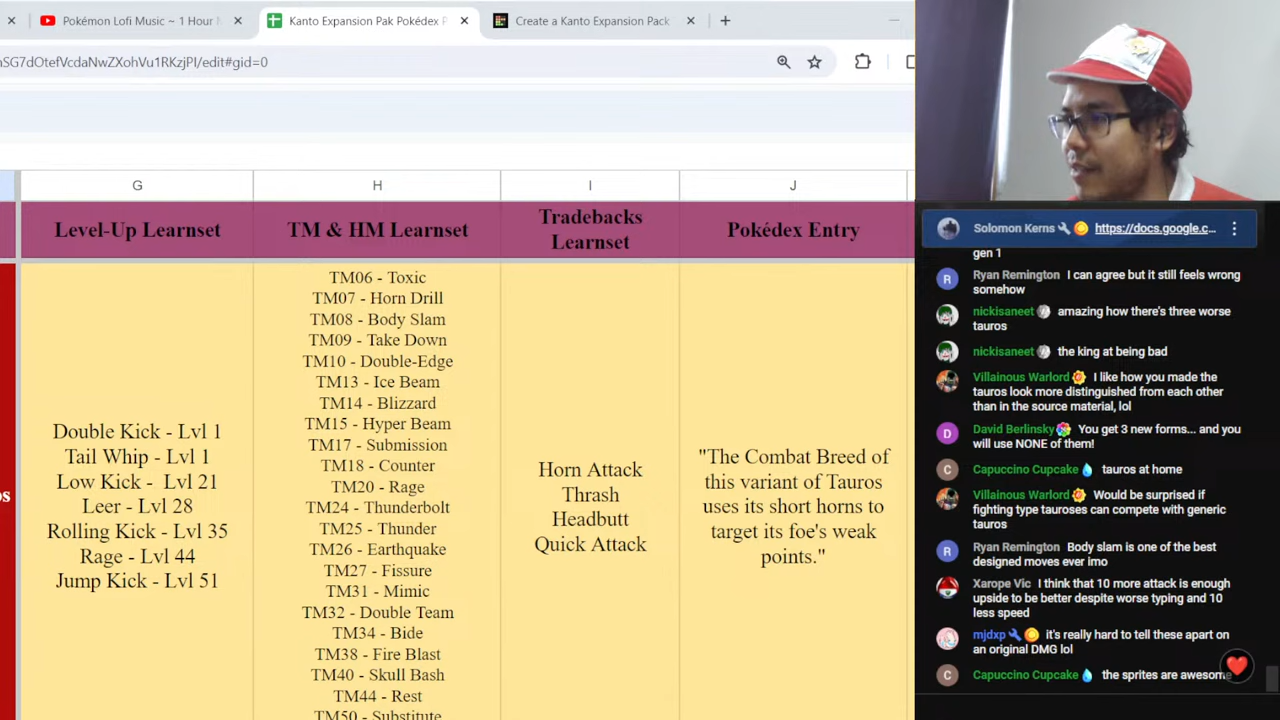 Pokémon Lofi Music ~ 1 Hour
Kanto Expansion Pak Pokédex
Create a Kanto Expansion Pack
SG7dOtefVcdaNwZXohVu1RKzjPI/edit#gid=0
G
H
I
J
Level-Up Learnset
TM & HM Learnset
Tradebacks
Learnset
Pokédex Entry
os
Double Kick - Lvl 1
Tail Whip - Lvl 1
Low Kick -  Lvl 21
Leer - Lvl 28
Rolling Kick - Lvl 35
Rage - Lvl 44
Jump Kick - Lvl 51
TM06 - Toxic
TM07 - Horn Drill
TM08 - Body Slam
TM09 - Take Down
TM10 - Double-Edge
TM13 - Ice Beam
TM14 - Blizzard
TM15 - Hyper Beam
TM17 - Submission
TM18 - Counter
TM20 - Rage
TM24 - Thunderbolt
TM25 - Thunder
TM26 - Earthquake
TM27 - Fissure
TM31 - Mimic
TM32 - Double Team
TM34 - Bide
TM38 - Fire Blast
TM40 - Skull Bash
TM44 - Rest
TM50 - Substitute
Horn Attack
Thrash
Headbutt
Quick Attack
"The Combat Breed of
this variant of Tauros
uses its short horns to
target its foe's weak
points."
Solomon Kerns https://docs.google.c...
gen 1
Ryan Remington I can agree but it still feels wrong
somehow
nickisaneet amazing how there's three worse
tauros
nickisaneet the king at being bad
Villainous Warlord I like how you made the
tauros look more distinguished from each other
than in the source material, lol
David Berlinsky You get 3 new forms... and you
will use NONE of them!
Capuccino Cupcake tauros at home
Villainous Warlord Would be surprised if
fighting type tauroses can compete with generic
tauros
Ryan Remington Body slam is one of the best
designed moves ever imo
Xarope Vic I think that 10 more attack is enough
upside to be better despite worse typing and 10
less speed
mjdxp it's really hard to tell these apart on
an original DMG lol
Capuccino Cupcake the sprites are awesome